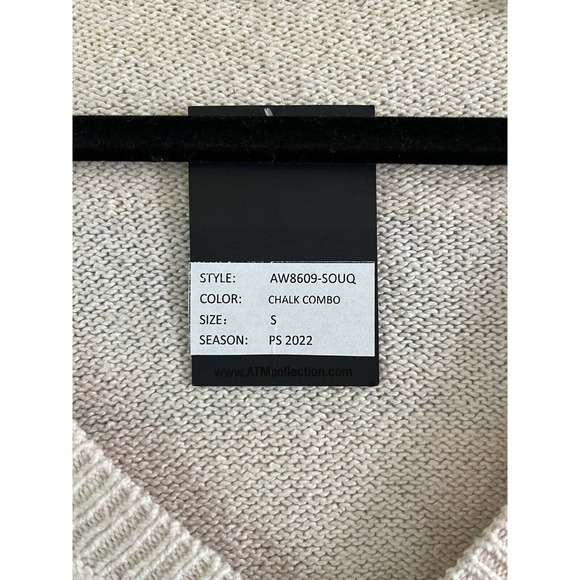 STYLE: AW8609-SOUQ
COLOR: CHALK COMBO
SIZE: S
SEASON: PS 2022
www.ATMcollection.com